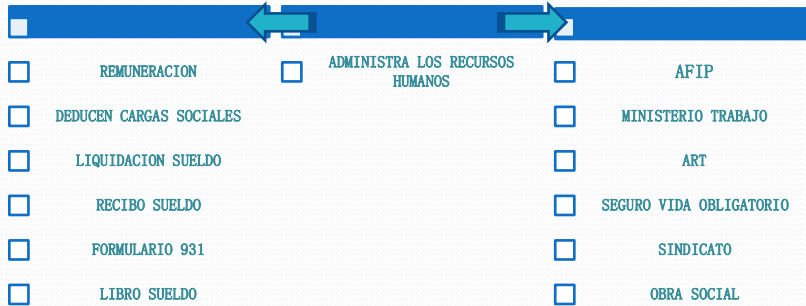 REMUNERACION
DEDUCEN CARGAS SOCIALES
LIQUIDACION SUELDO
RECIBO SUELDO
FORMULARIO 931
LIBRO SUELDO
ADMINISTRA LOS RECURSOS
HUMANOS
AFIP
MINISTERIO TRABAJO
ART
SEGURO VIDA OBLIGATORIO
SINDICATO
OBRA SOCIAL